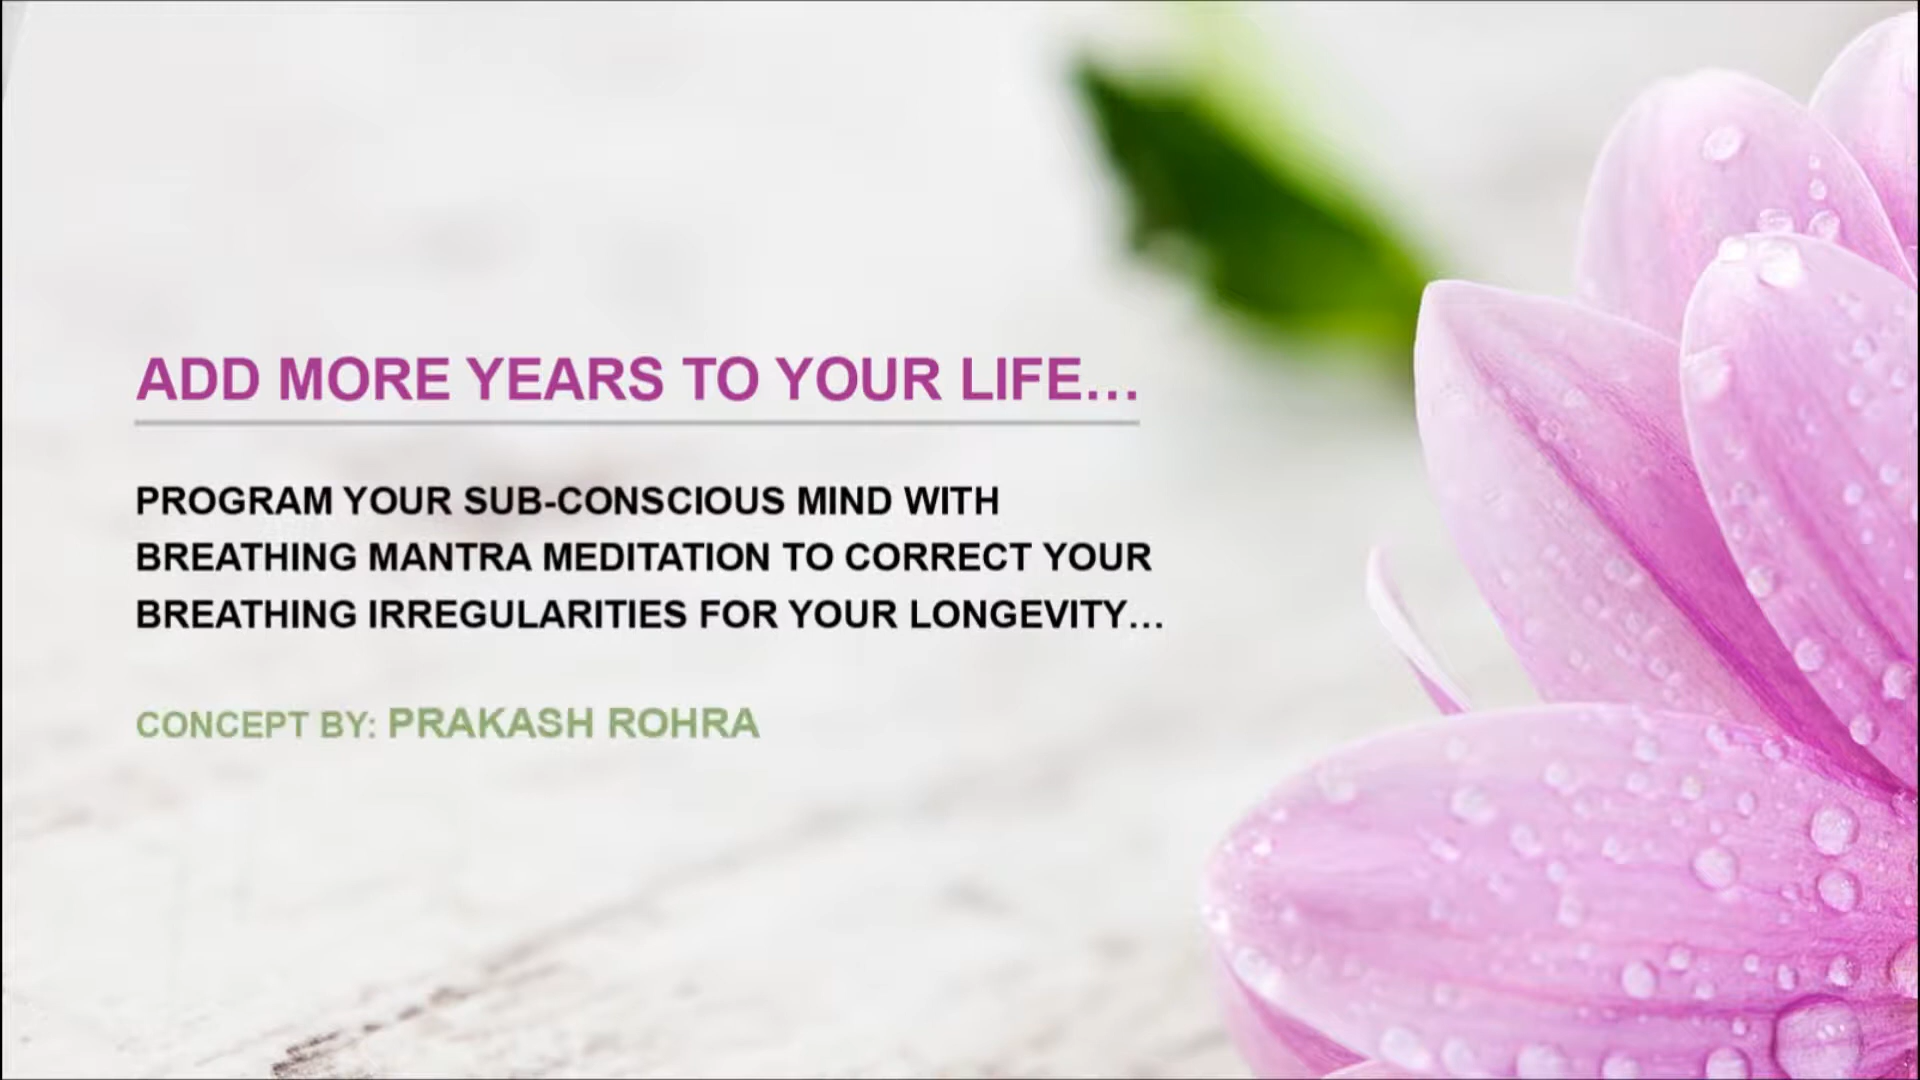 ADD MORE YEARS TO YOUR LIFE...
PROGRAM YOUR SUB-CONSCIOUS MIND WITH
BREATHING MANTRA MEDITATION TO CORRECT YOUR
BREATHING IRREGULARITIES FOR YOUR LONGEVITY...
CONCEPT BY: PRAKASH ROHRA